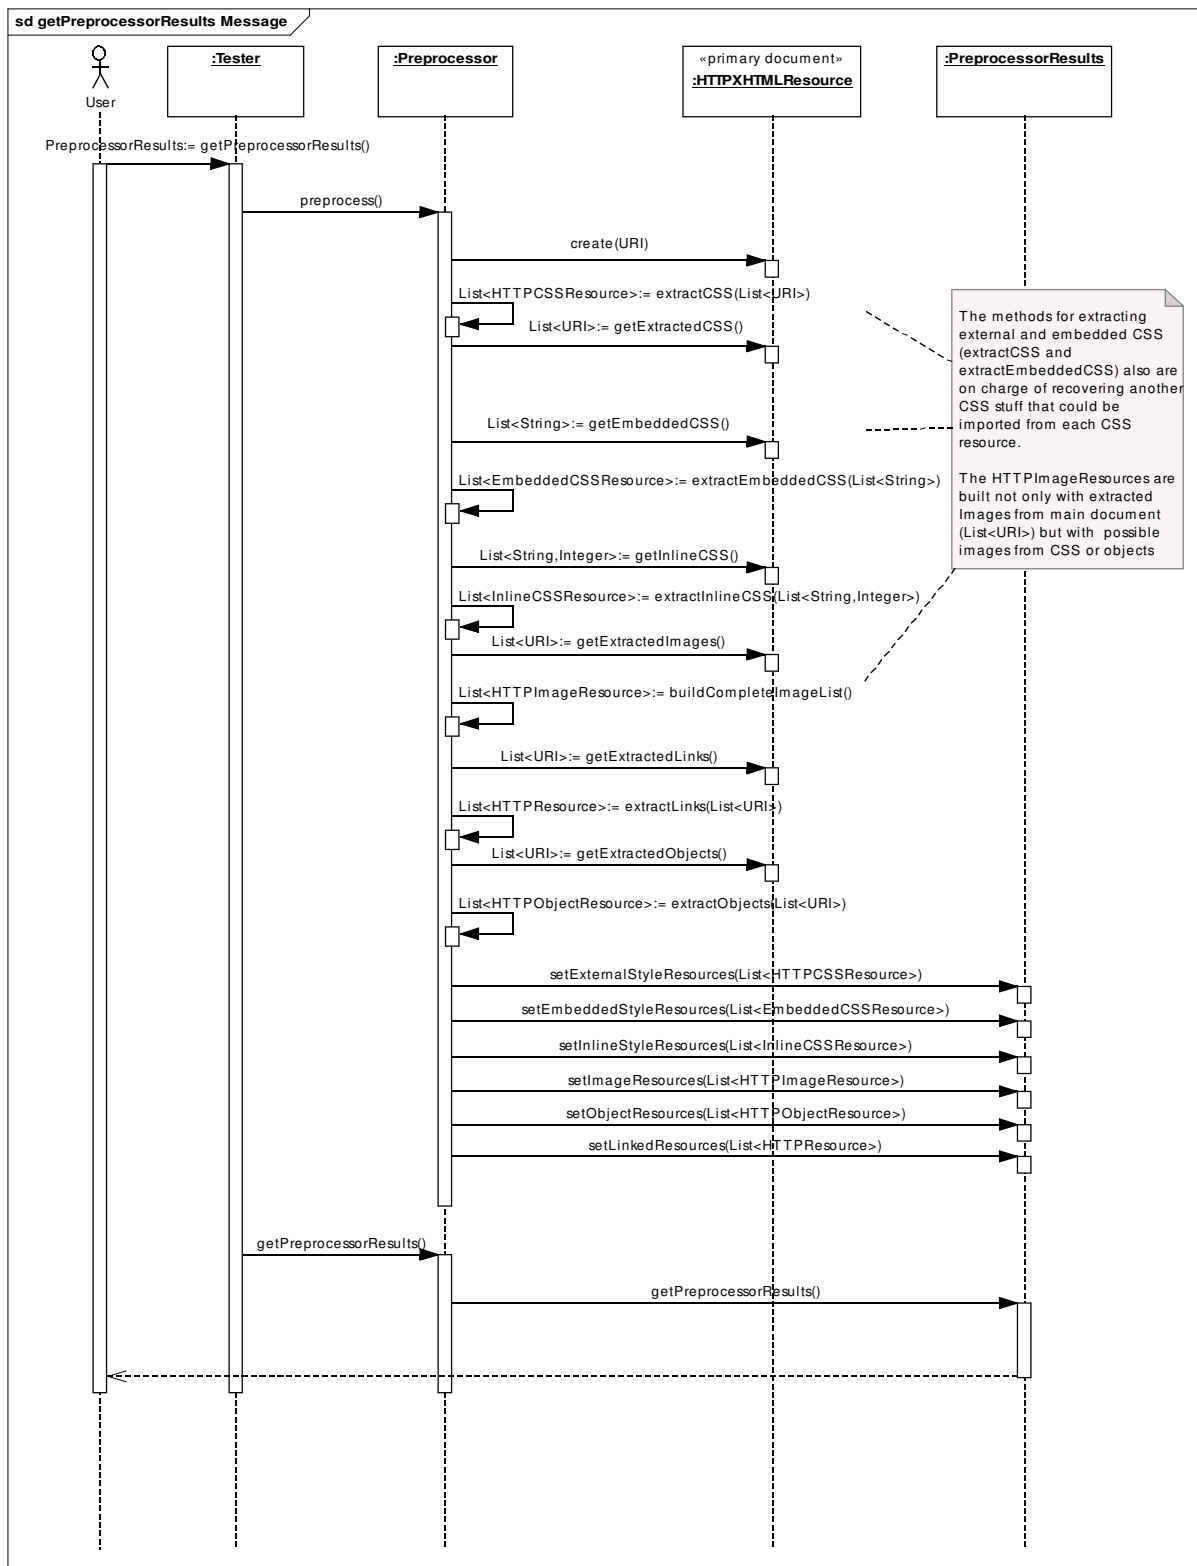 sd getPreprocessorResults Message
User
:Tester
:Preprocessor
«primary document»
:HTTPXHTMLResource
:PreprocessorResults
PreprocessorResults:= getPreprocessorResults()
preprocess()
create(URI)
List<HTTPCSSResource>:= extractCSS(List<URI>)
List<URI>:= getExtractedCSS()
The methods for extracting
external and embedded CSS
(extractCSS and
extractEmbeddedCSS) also are
on charge of recovering another
CSS stuff that could be
imported from each CSS
resource.
The HTTPImageResources are
built not only with extracted
Images from main document
(List<URI>) but with  possible
images from CSS or objects
List<String>:= getEmbeddedCSS()
List<EmbeddedCSSResource>:= extractEmbeddedCSS(List<String>)
List<String,Integer>:= getInlineCSS()
List<InlineCSSResource>:= extractInlineCSS(List<String,Integer>)
List<URI>:= getExtractedImages()
List<HTTPImageResource>:= buildCompleteImageList()
List<URI>:= getExtractedLinks()
List<HTTPResource>:= extractLinks(List<URI>)
List<URI>:= getExtractedObjects()
List<HTTPObjectResource>:= extractObjects(List<URI>)
setExternalStyleResources(List<HTTPCSSResource>)
setEmbeddedStyleResources(List<EmbeddedCSSResource>)
setInlineStyleResources(List<InlineCSSResource>)
setImageResources(List<HTTPImageResource>)
setObjectResources(List<HTTPObjectResource>)
setLinkedResources(List<HTTPResource>)
getPreprocessorResults()
getPreprocessorResults()